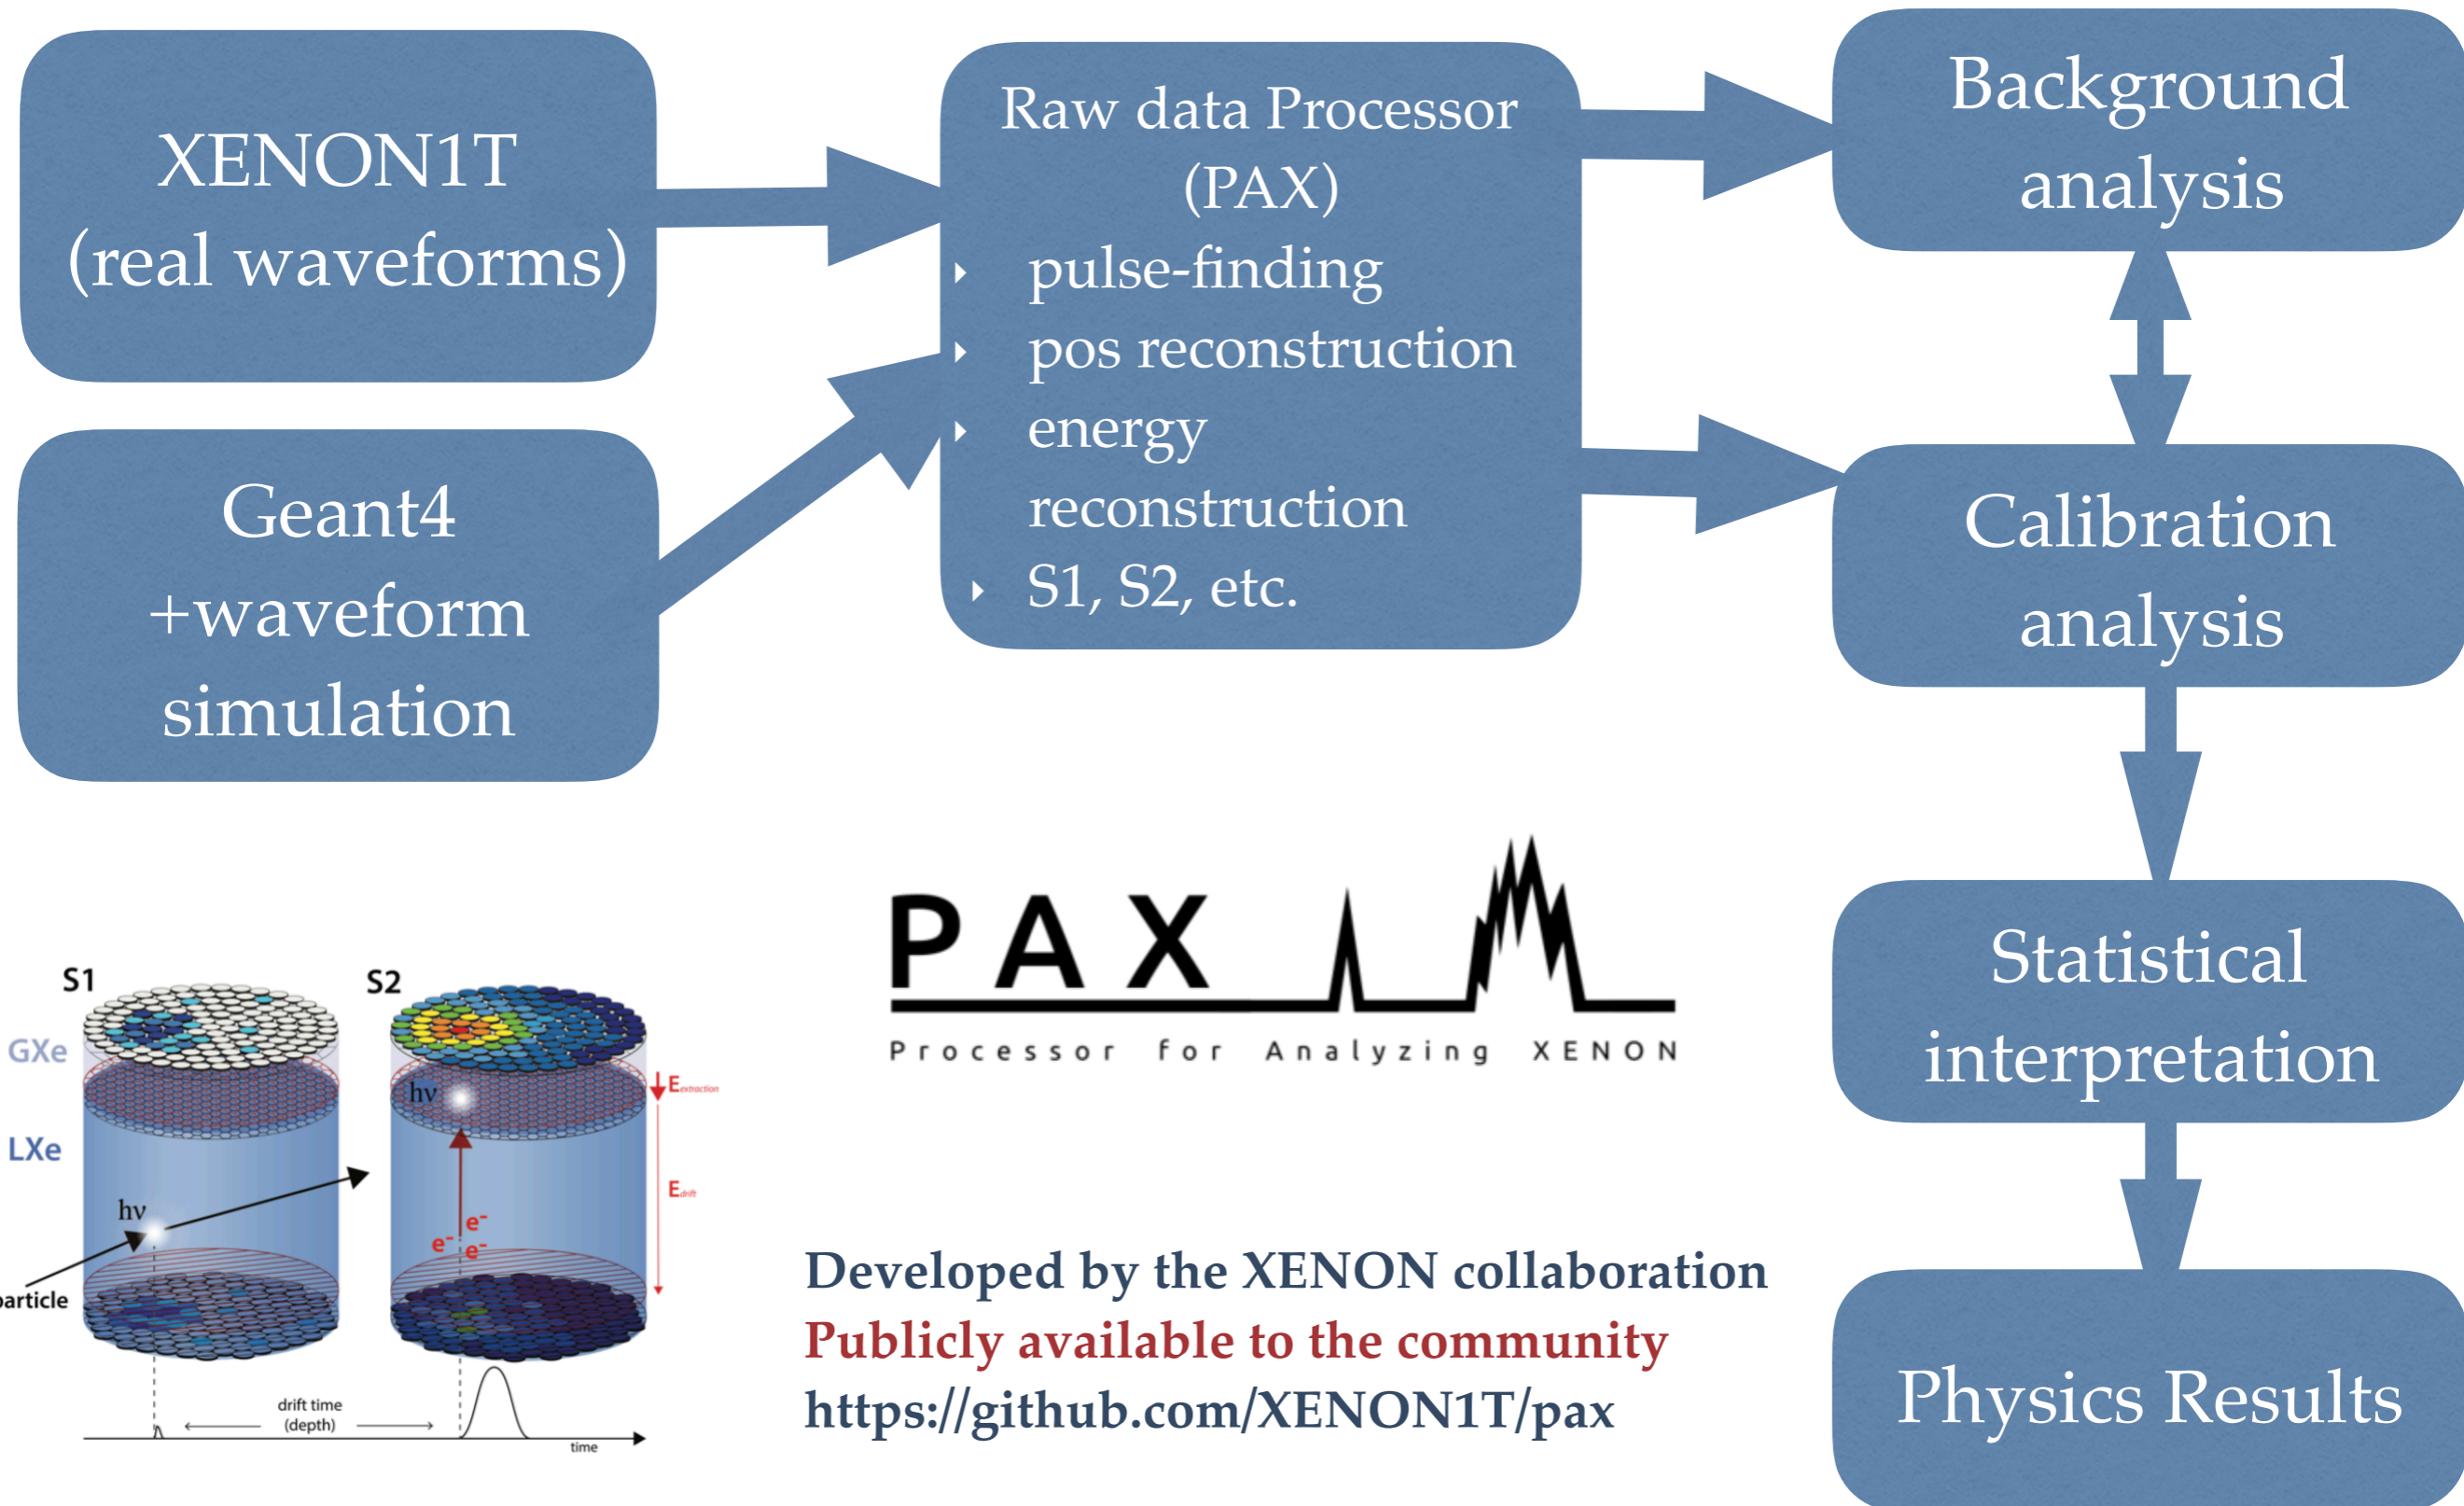 XENON1T
(real waveforms)
Geant4
+waveform
simulation
Raw data Processor
(PAX)
‣ pulse-finding
‣ pos reconstruction
‣ energy
reconstruction
‣ S1, S2, etc.
Background
analysis
Calibration
analysis
Statistical
interpretation
Physics Results
PAX
Processor for Analyzing XENON
Developed by the XENON collaboration
Publicly available to the community
https://github.com/XENON1T/pax
S1
S2
GXe
LXe
hν
hν
E extraction
E drift
e-
e- e-
particle
drift time
(depth)
time